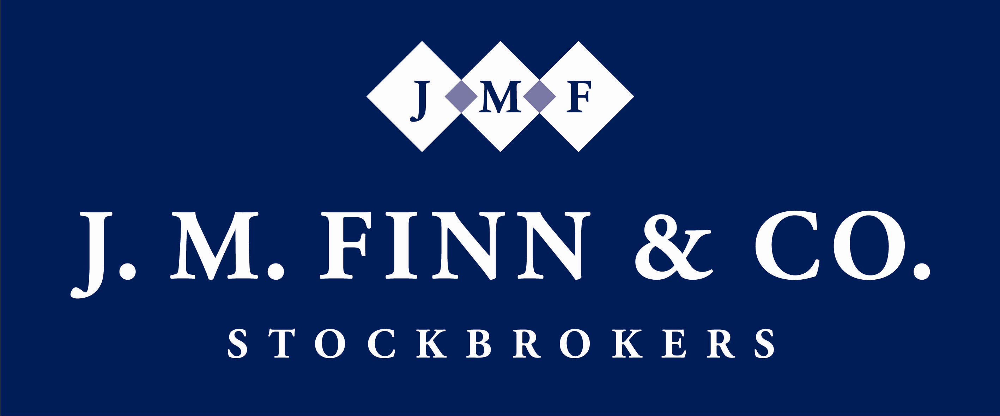 J M F
J. M. FINN & CO.
STOCKBROKERS